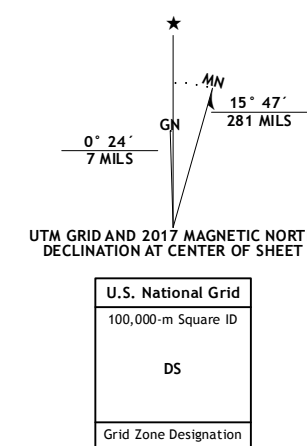 ★
MN
GN
15° 47´
281 MILS
0° 24´
7 MILS
UTM GRID AND 2017 MAGNETIC NORT
DECLINATION AT CENTER OF SHEET
U.S. National Grid
100,000-m Square ID
DS
Grid Zone Designation